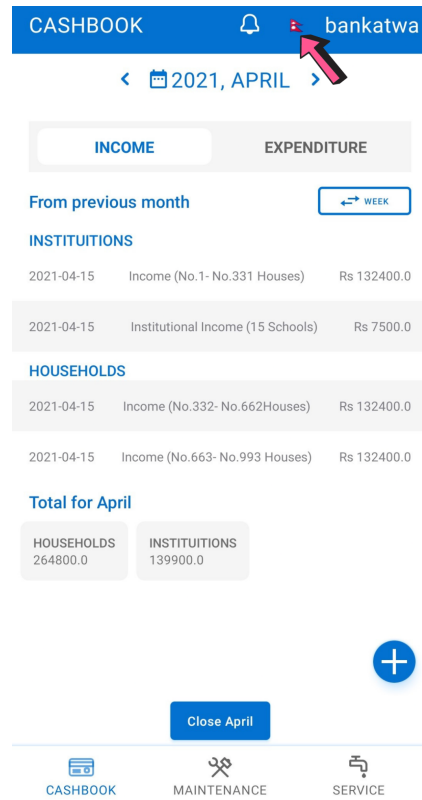 CASHBOOK bankatwa
2021, APRIL
INCOME EXPENDITURE
From previous month WEEK
INSTITUITIONS
2021-04-15 Income (No.1- No.331 Houses) Rs 132400.0
2021-04-15 Institutional Income (15 Schools) Rs 7500.0
HOUSEHOLDS
2021-04-15 Income (No.332- No.662Houses) Rs 132400.0
2021-04-15 Income (No.663- No.993 Houses) Rs 132400.0
Total for April
HOUSEHOLDS INSTITUITIONS
264800.0 139900.0
Close April
CASHBOOK MAINTENANCE SERVICE